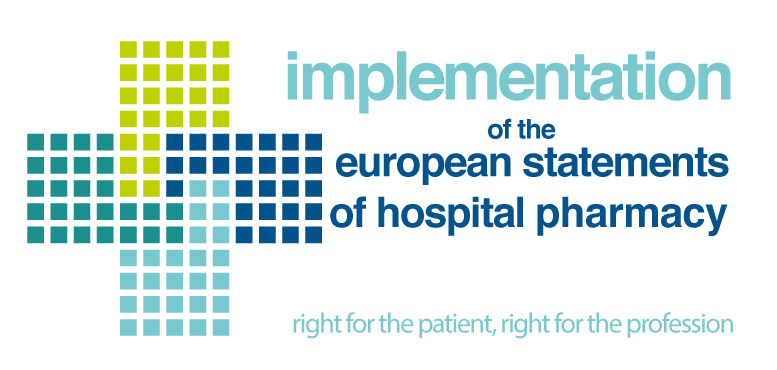 implementation
of the
european statements
of hospital pharmacy
right for the patient, right for the profession